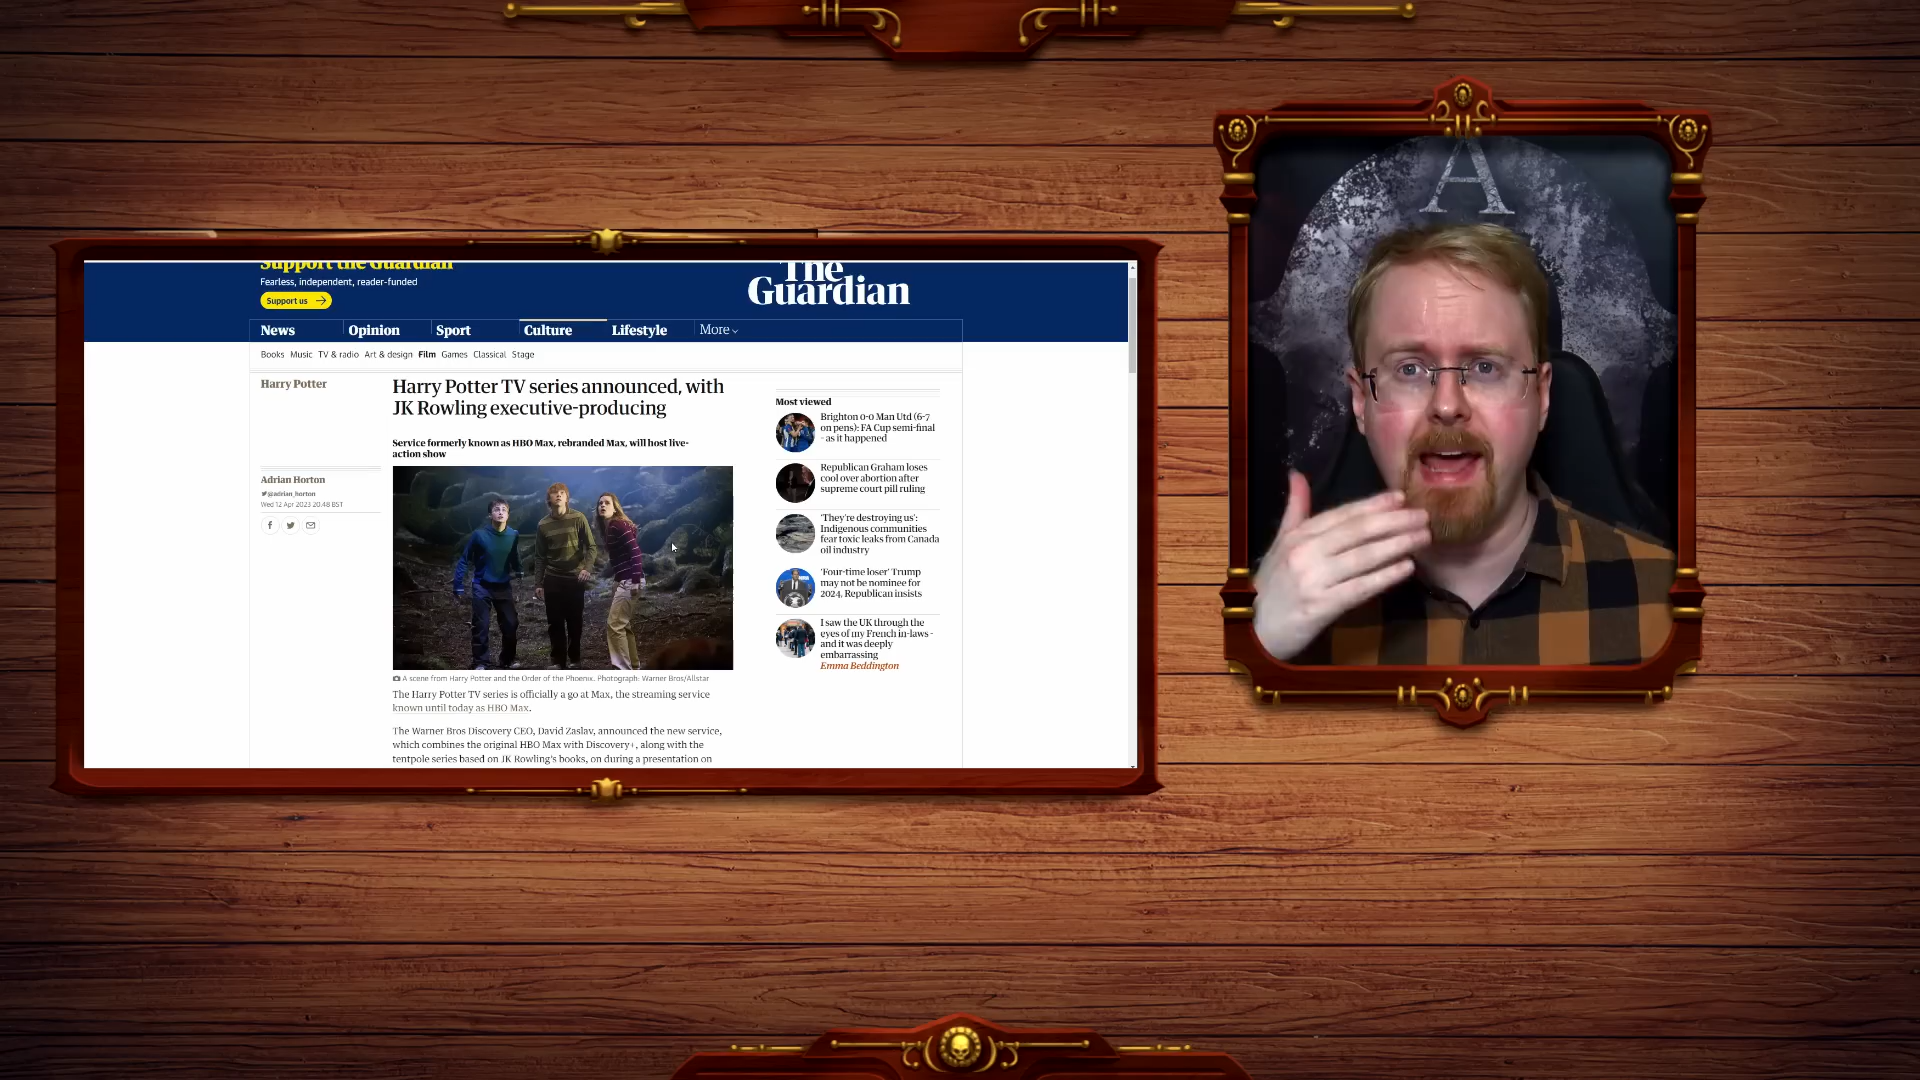 Support the Guardian
Fearless, independent, reader-funded
Support us
The
Guardian
News
Opinion
Sport
Culture
Lifestyle
More
Books Music TV & radio Art & design Film Games Classical Stage
Harry Potter
Harry Potter TV series announced, with
JK Rowling executive-producing
Service formerly known as HBO Max, rebranded Max, will host live-
action show
Adrian Horton
@adrian_horton
Wed 12 Apr 2023 20.48 BST
A scene from Harry Potter and the Order of the Phoenix. Photograph: Warner Bros/Allstar
The Harry Potter TV series is officially a go at Max, the streaming service
known until today as HBO Max.
The Warner Bros Discovery CEO, David Zaslav, announced the new service,
which combines the original HBO Max with Discovery+, along with the
tentpole series based on JK Rowling's books, on during a presentation on
Most viewed
Brighton 0-0 Man Utd (6-7
on pens): FA Cup semi-final
- as it happened
Republican Graham loses
cool over abortion after
supreme court pill ruling
'They're destroying us':
Indigenous communities
fear toxic leaks from Canada
oil industry
'Four-time loser' Trump
may not be nominee for
2024, Republican insists
I saw the UK through the
eyes of my French in-laws -
and it was deeply
embarrassing
Emma Beddington
A